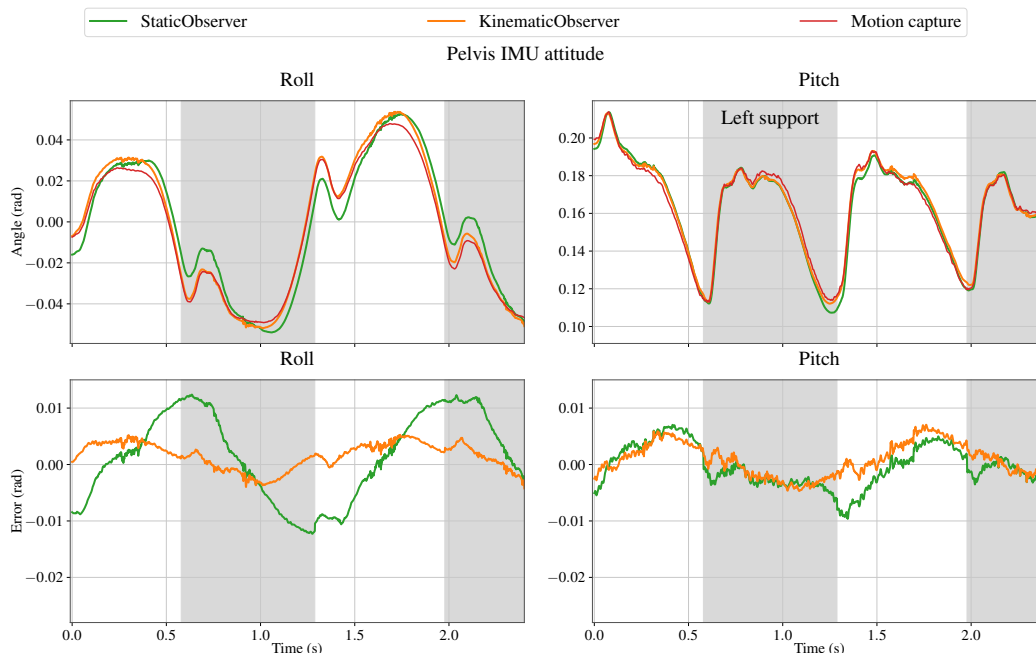 StaticObserver KinematicObserver Motion capture
Pelvis IMU attitude
Roll Pitch
0.04
0.02
0.00
−0.02
−0.04
Angle (rad)
0.20
0.18
0.16
0.14
0.12
0.10
Left support
Roll Pitch
0.01
0.00
−0.01
−0.02
Error (rad)
0.01
0.00
−0.01
−0.02
0.0 0.5 1.0 1.5 2.0
Time (s)
0.0 0.5 1.0 1.5 2.0
Time (s)